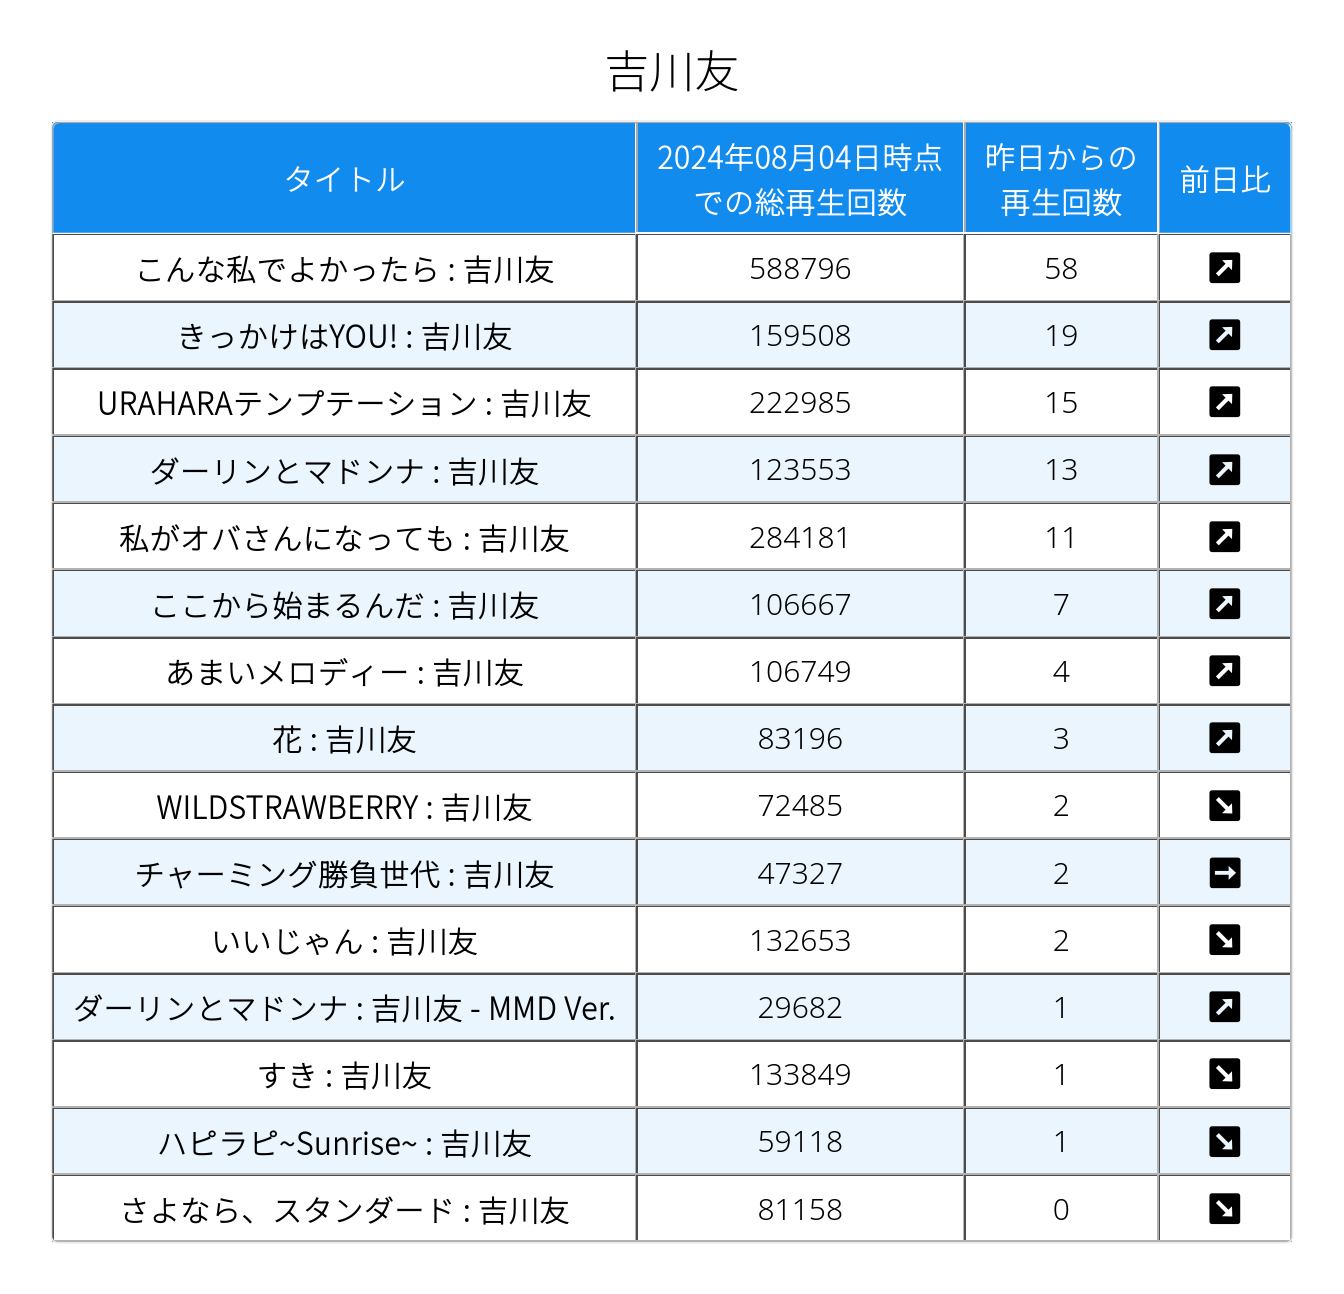 吉川友
タイトル 2024年08月04日時点での総再生回数 昨日からの再生回数 前日比
こんな私でよかったら : 吉川友 588796 58 ↗
きっかけはYOU! : 吉川友 159508 19 ↗
URAHARAテンプテーション : 吉川友 222985 15 ↗
ダーリンとマドンナ : 吉川友 123553 13 ↗
私がオバさんになっても : 吉川友 284181 11 ↗
ここから始まるんだ : 吉川友 106667 7 ↗
あまいメロディー : 吉川友 106749 4 ↗
花 : 吉川友 83196 3 ↗
WILDSTRAWBERRY : 吉川友 72485 2 ↘
チャーミング勝負世代 : 吉川友 47327 2 →
いいじゃん : 吉川友 132653 2 ↘
ダーリンとマドンナ : 吉川友 - MMD Ver. 29682 1 ↗
すき : 吉川友 133849 1 ↘
ハピラピ~Sunrise~ : 吉川友 59118 1 ↘
さよなら、スタンダード : 吉川友 81158 0 ↘